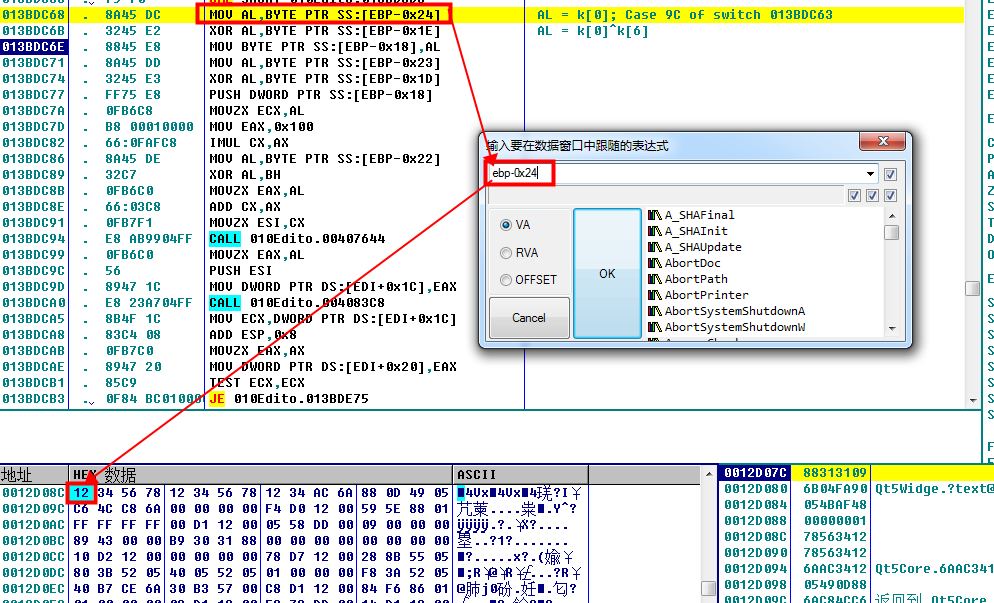 013BDC68 . 8A45 DC MOV AL,BYTE PTR SS:[EBP-0x24] AL = k[0]; Case 9C of switch 013BDC63
013BDC6B . 3245 E2 XOR AL,BYTE PTR SS:[EBP-0x1E] AL = k[0]^k[6]
013BDC6E . 8845 E8 MOV BYTE PTR SS:[EBP-0x18],AL
013BDC71 . 8A45 DD MOV AL,BYTE PTR SS:[EBP-0x23]
013BDC74 . 3245 E3 XOR AL,BYTE PTR SS:[EBP-0x1D]
013BDC77 . FF75 E8 PUSH DWORD PTR SS:[EBP-0x18]
013BDC7A . 0FB6C8 MOVZX ECX,AL
013BDC7D . B8 00010000 MOV EAX,0x100
013BDC82 . 66:0FAFC8 IMUL CX,AX
013BDC86 . 8A45 DE MOV AL,BYTE PTR SS:[EBP-0x22]
013BDC89 . 32C7 XOR AL,BH
013BDC8B . 0FB6C0 MOVZX EAX,AL
013BDC8E . 66:03C8 ADD CX,AX
013BDC91 . 0FB7F1 MOVZX ESI,CX
013BDC94 . E8 AB9904FF CALL 010Edito.00407644
013BDC99 . 0FB6C0 MOVZX EAX,AL
013BDC9C . 56 PUSH ESI
013BDC9D . 8947 1C MOV DWORD PTR DS:[EDI+0x1C],EAX
013BDCA0 . E8 23A704FF CALL 010Edito.004083C8
013BDCA5 . 8B4F 1C MOV ECX,DWORD PTR DS:[EDI+0x1C]
013BDCA8 . 83C4 08 ADD ESP,0x8
013BDCAB . 0FB7C0 MOVZX EAX,AX
013BDCAE . 8947 20 MOV DWORD PTR DS:[EDI+0x20],EAX
013BDCB1 . 85C9 TEST ECX,ECX
013BDCB3 . 0F84 BC01000 JE 010Edito.013BDE75
输入要在数据窗口中跟随的表达式
ebp-0x24
VA
RVA
OFFSET
OK
Cancel
A_SHAFinal
A_SHAInit
A_SHAUpdate
AbortDoc
AbortPath
AbortPrinter
AbortSystemShutdownA
AbortSystemShutdownW
地址 HEX 数据 ASCII
0012D08C 12 34 56 78 12 34 56 78 12 34 AC 6A 88 0D 49 05
0012D09C C6 4C C8 6A 00 00 00 00 F4 D0 12 00 59 5E 88 01
0012D0AC FF FF FF FF 00 D1 12 00 05 58 DD 00 09 00 00 00
0012D0BC 89 43 00 00 B9 30 31 88 00 00 00 00 00 00 00 00
0012D0CC 10 D2 12 00 00 00 00 00 78 D7 12 00 28 8B 55 05
0012D0DC 80 3B 52 05 40 05 52 05 01 00 00 00 F8 3A 52 05
0012D0EC 40 B7 CE 6A 30 B3 57 00 C8 D1 12 00 84 F6 86 01
0012D07C 88313109
0012D080 6B04FA90 Qt5Widge.?text@
0012D084 054BAF48
0012D088 00000001
0012D08C 78563412
0012D090 78563412
0012D094 6AAC3412 Qt5Core.6AAC341
0012D098 05490D88
0012D09C 6AC84CC6 返回到 Qt5Core